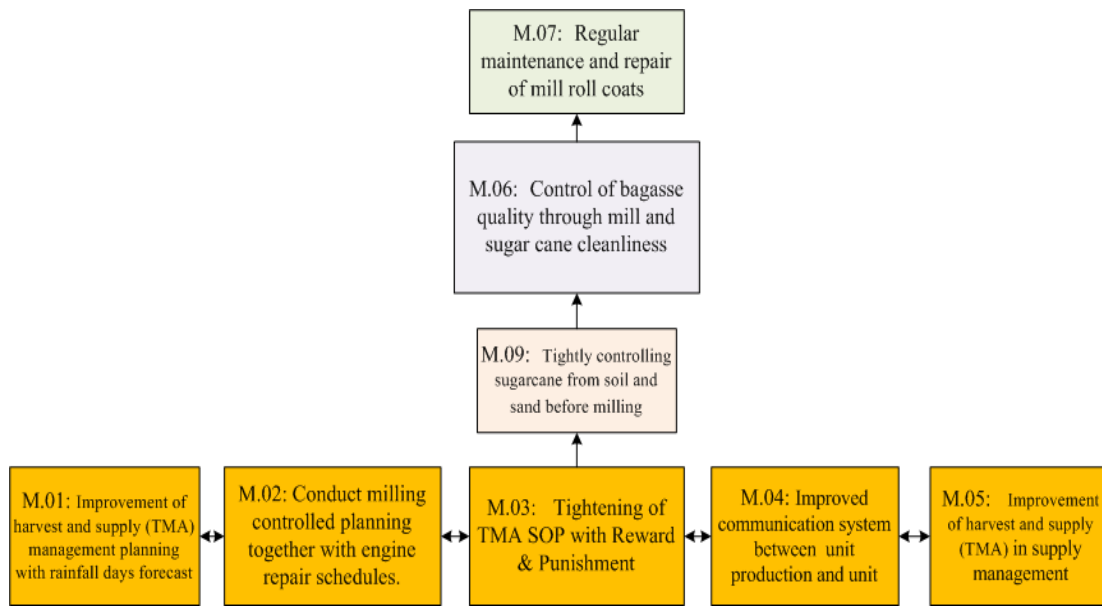 M.07: Regular
maintenance and repair
of mill roll coats
M.06: Control of bagasse
quality through mill and
sugar cane cleanliness
M.09: Tightly controlling
sugarcane from soil and
sand before milling
M.01: Improvement of
harvest and supply (TMA)
management planning
with rainfall days forecast
M.02: Conduct milling
controlled planning
together with engine
repair schedules.
M.03: Tightening of
TMA SOP with Reward
& Punishment
M.04: Improved
communication system
between unit
production and unit
M.05: Improvement
of harvest and supply
(TMA) in supply
management